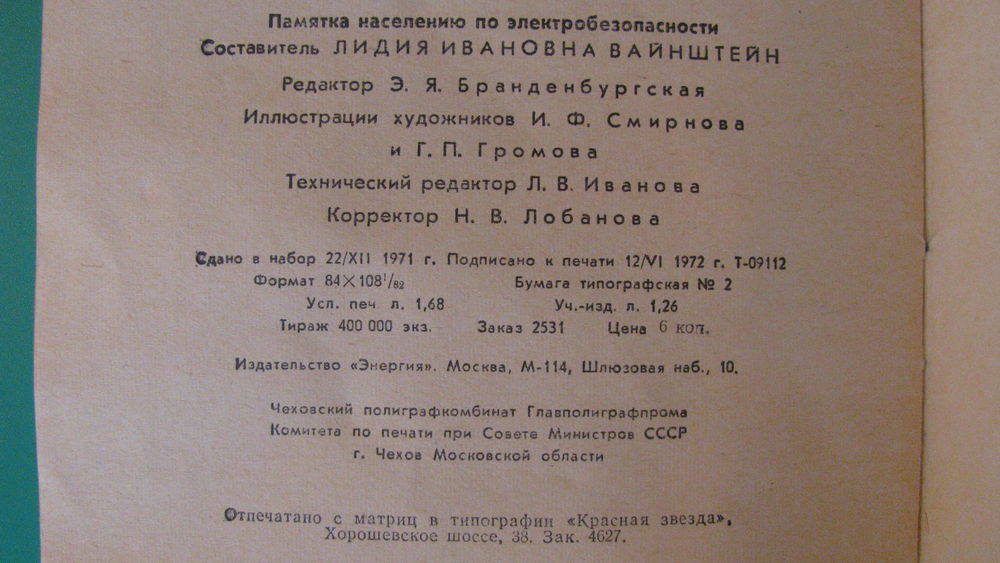 Памятка населению по электробезопасности
Составитель ЛИДИЯ ИВАНОВНА ВАЙНШТЕЙН
Редактор Э. Я. Бранденбургская
Иллюстрации художников И. Ф. Смирнова
и Г. П. Громова
Технический редактор Л. В. Иванова
Корректор Н. В. Лобанова
Сдано в набор 22/XII 1971 г. Подписано к печати 12/VI 1972 г. Т-09112
Формат 84×108¹/₈₂ Бумага типографская № 2
Усл. печ л. 1,68 Уч.-изд. л. 1,26
Тираж 400 000 экз. Заказ 2531 Цена 6 коп.
Издательство «Энергия». Москва, М-114, Шлюзовая наб., 10.
Чеховский полиграфкомбинат Главполиграфпрома
Комитета по печати при Совете Министров СССР
г. Чехов Московской области
Отпечатано с матриц в типографии «Красная звезда»,
Хорошевское шоссе, 38. Зак. 4627.